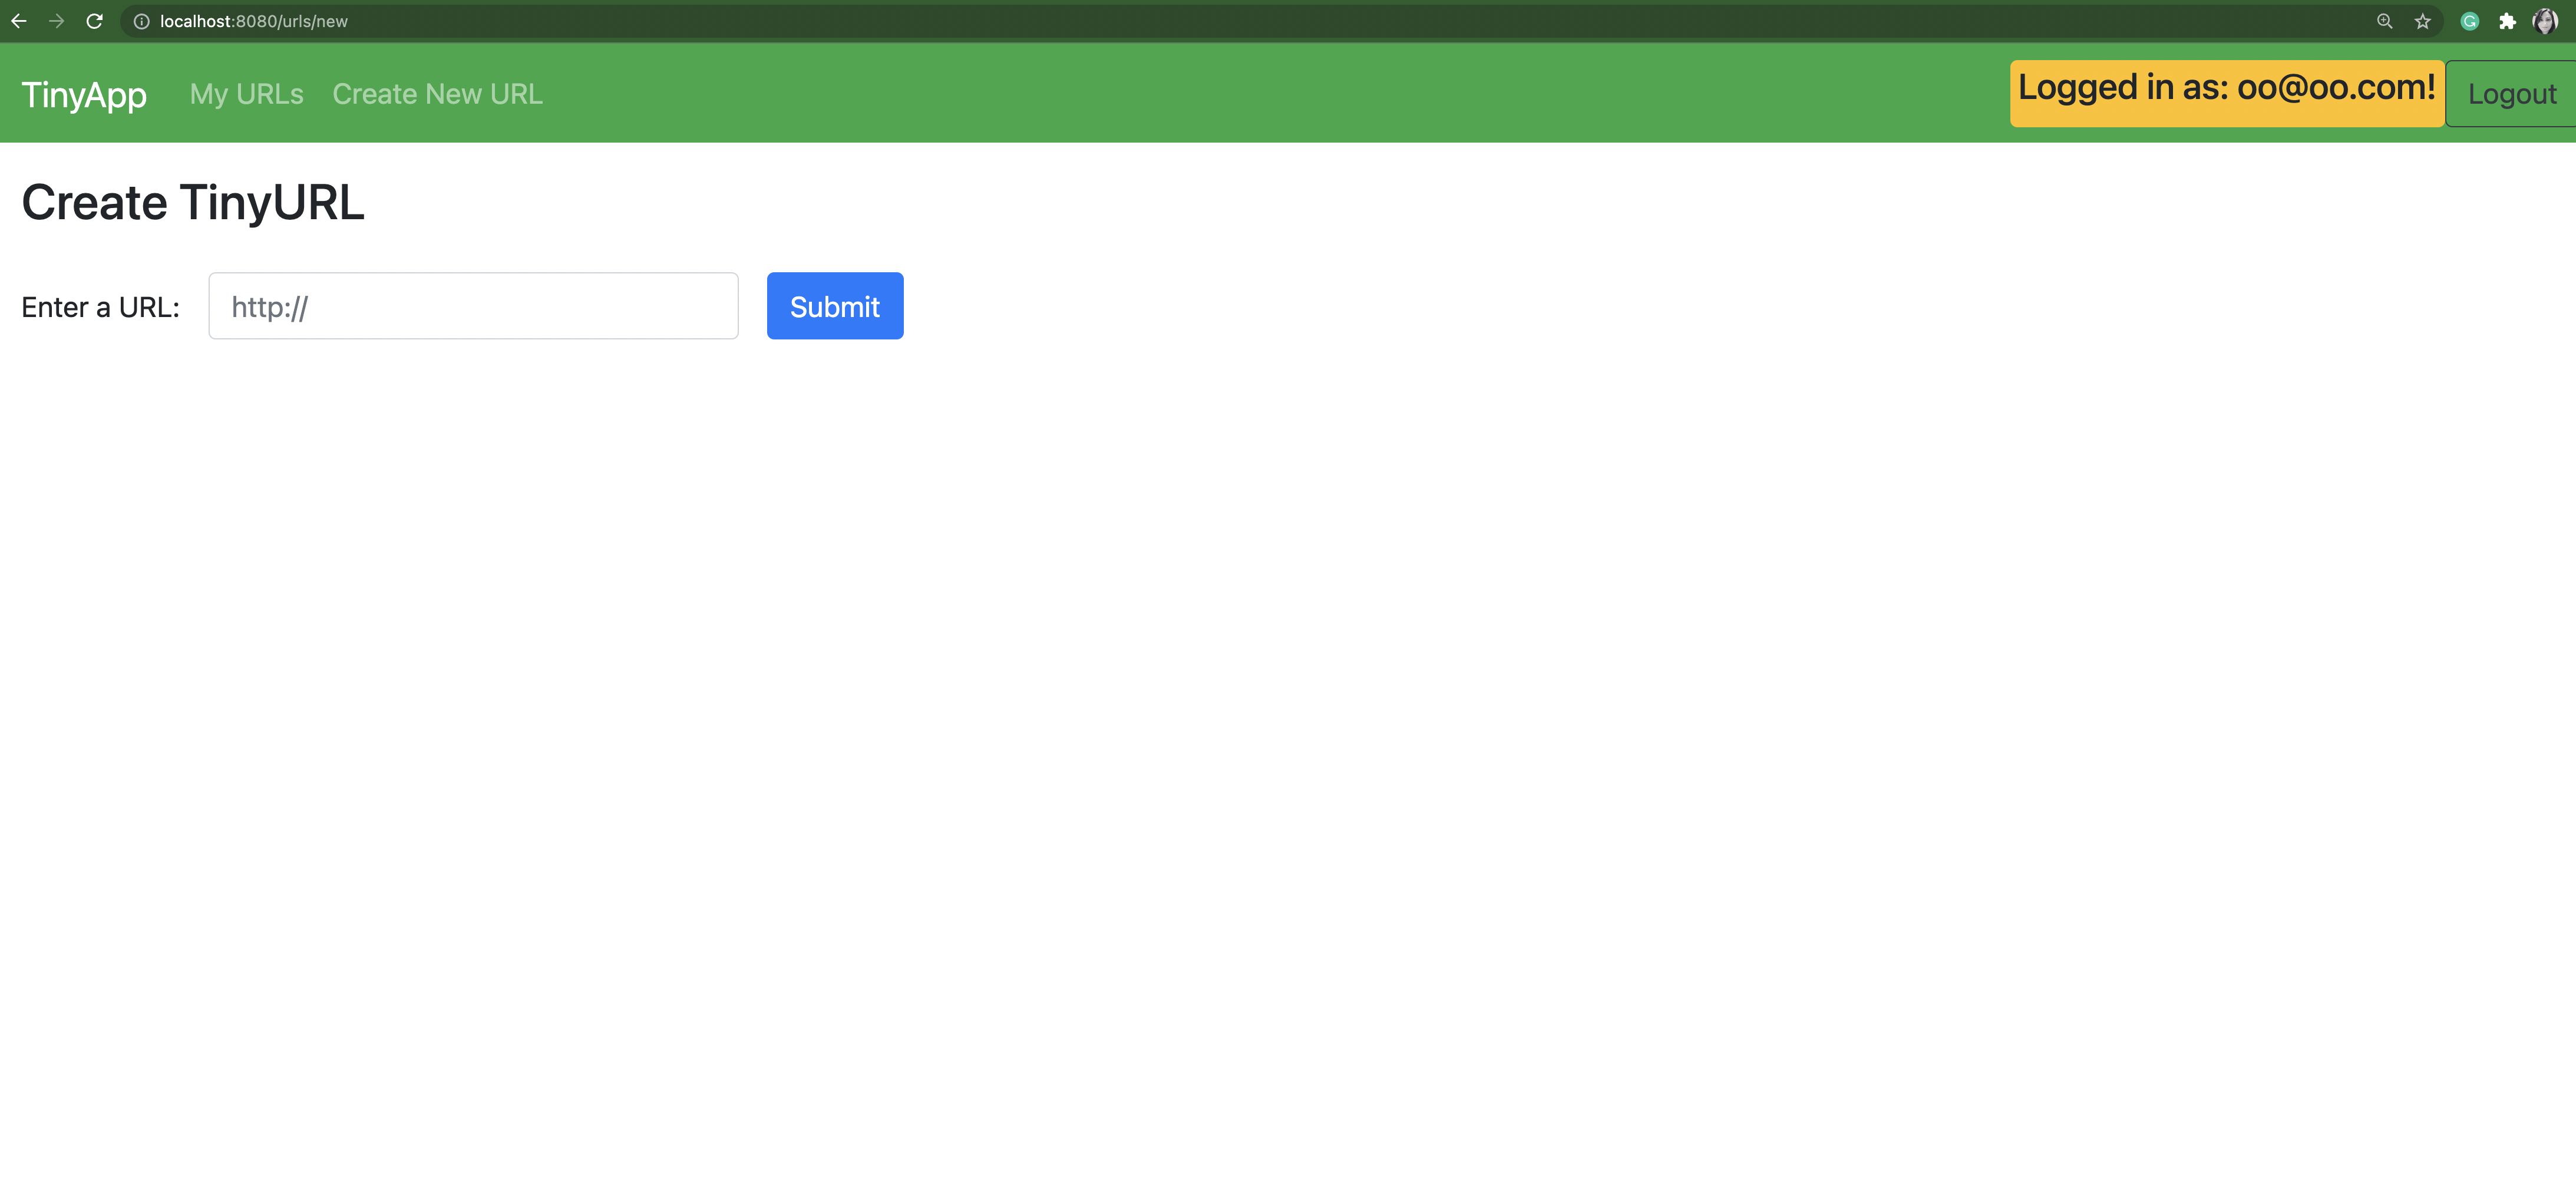 localhost:8080/urls/new
TinyApp My URLs Create New URL Logged in as: oo@oo.com! Logout
Create TinyURL
Enter a URL: http:// Submit